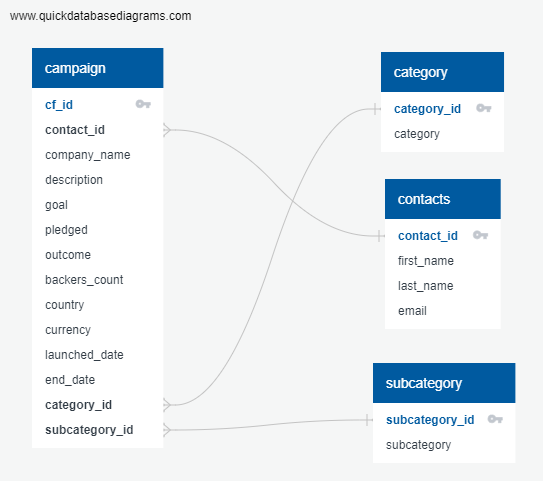 www.quickdatabasediagrams.com
campaign
cf_id
contact_id
company_name
description
goal
pledged
outcome
backers_count
country
currency
launched_date
end_date
category_id
subcategory_id
category
category_id
category
contacts
contact_id
first_name
last_name
email
subcategory
subcategory_id
subcategory